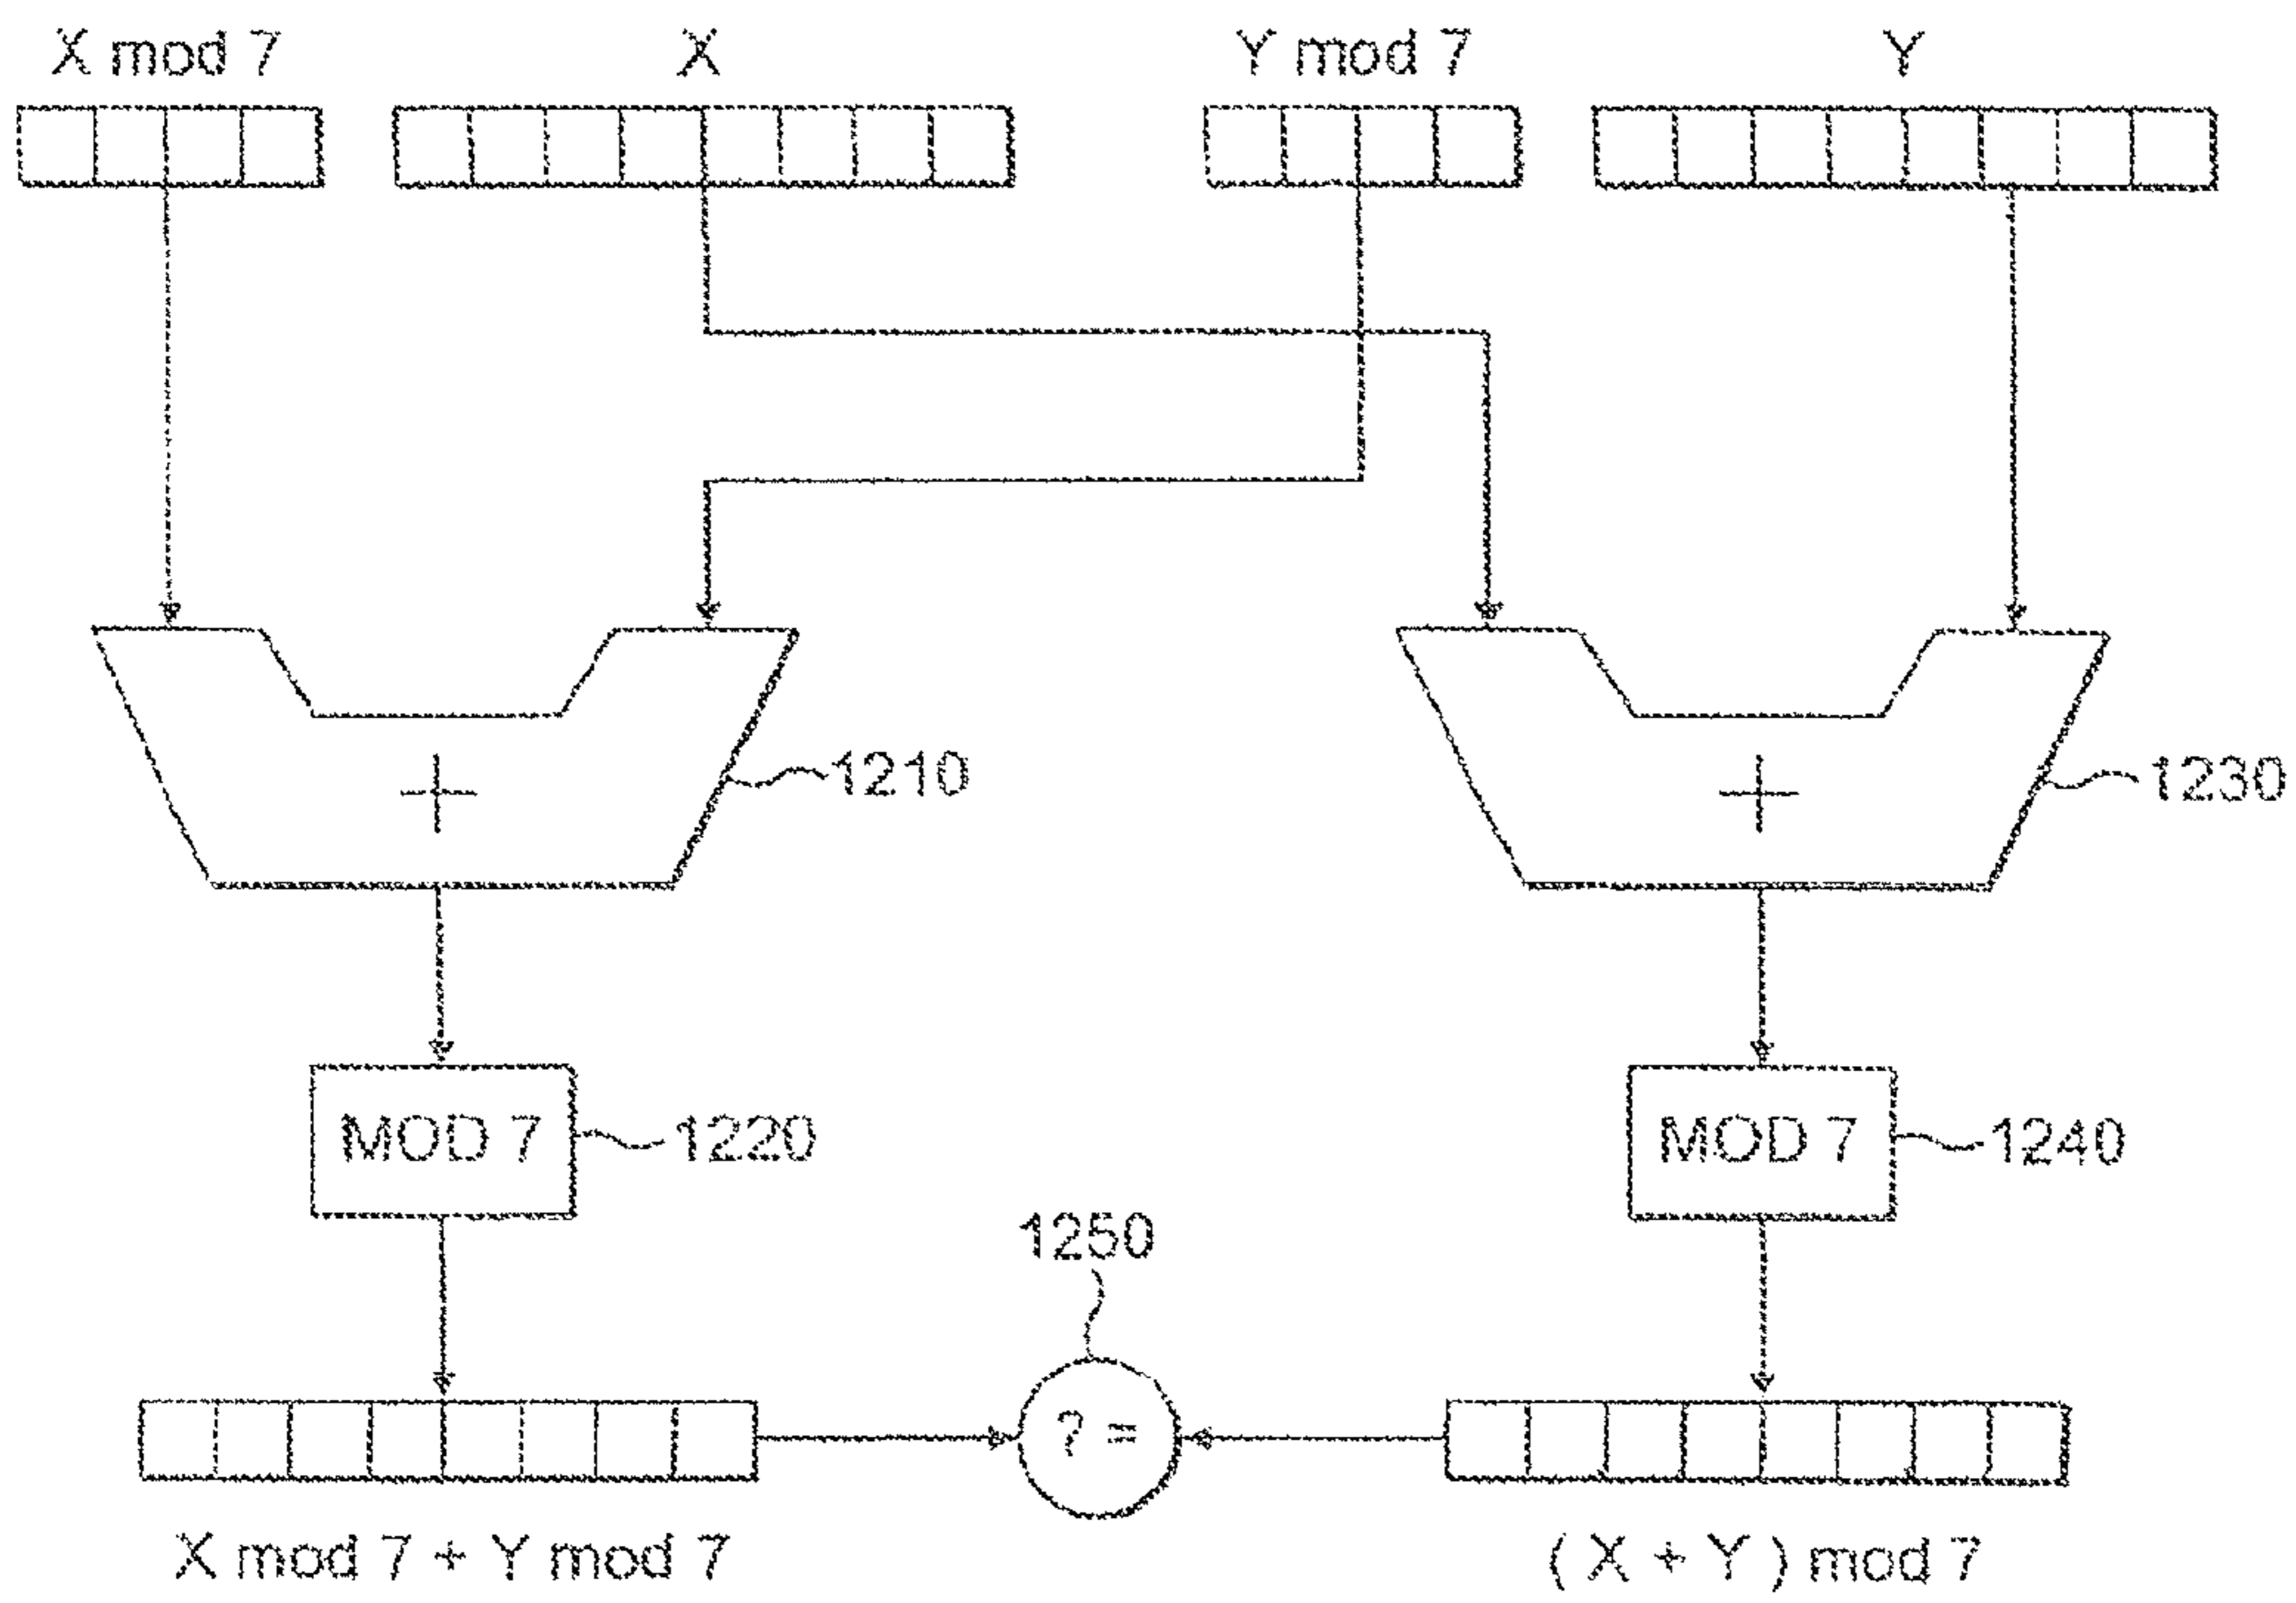 X mod 7
X
Y mod 7
Y
+
1210
+
1230
MOD 7
1220
MOD 7
1240
1250
? =
X mod 7 + Y mod 7
( X + Y ) mod 7